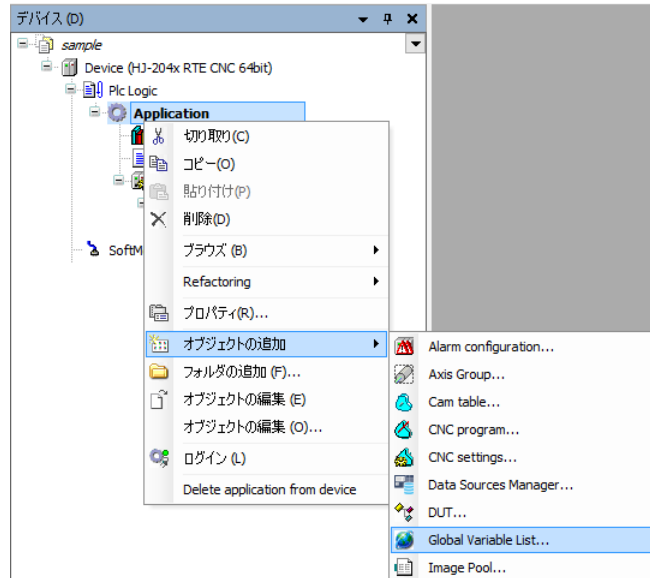 デバイス (D)
sample
Device (HJ-204x RTE CNC 64bit)
Plc Logic
Application
切り取り(C)
コピー(O)
貼り付け(P)
削除(D)
SoftM
ブラウズ (B)
Refactoring
プロパティ(R)...
オブジェクトの追加
フォルダの追加 (F)...
オブジェクトの編集 (E)
オブジェクトの編集 (O)...
ログイン (L)
Delete application from device
Alarm configuration...
Axis Group...
Cam table...
CNC program...
CNC settings...
Data Sources Manager...
DUT...
Global Variable List...
Image Pool...